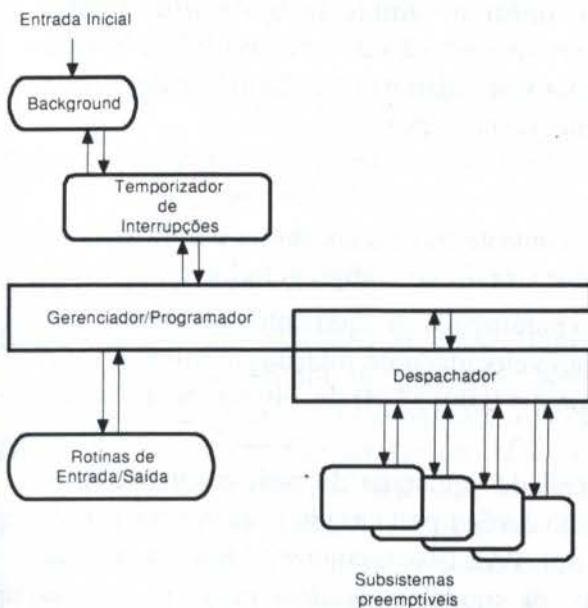 Entrada Inicial
Background
Temporizador
de
Interrupções
Gerenciador/Programador
Despachador
Rotinas de
Entrada/Saída
Subsistemas
preemptíveis